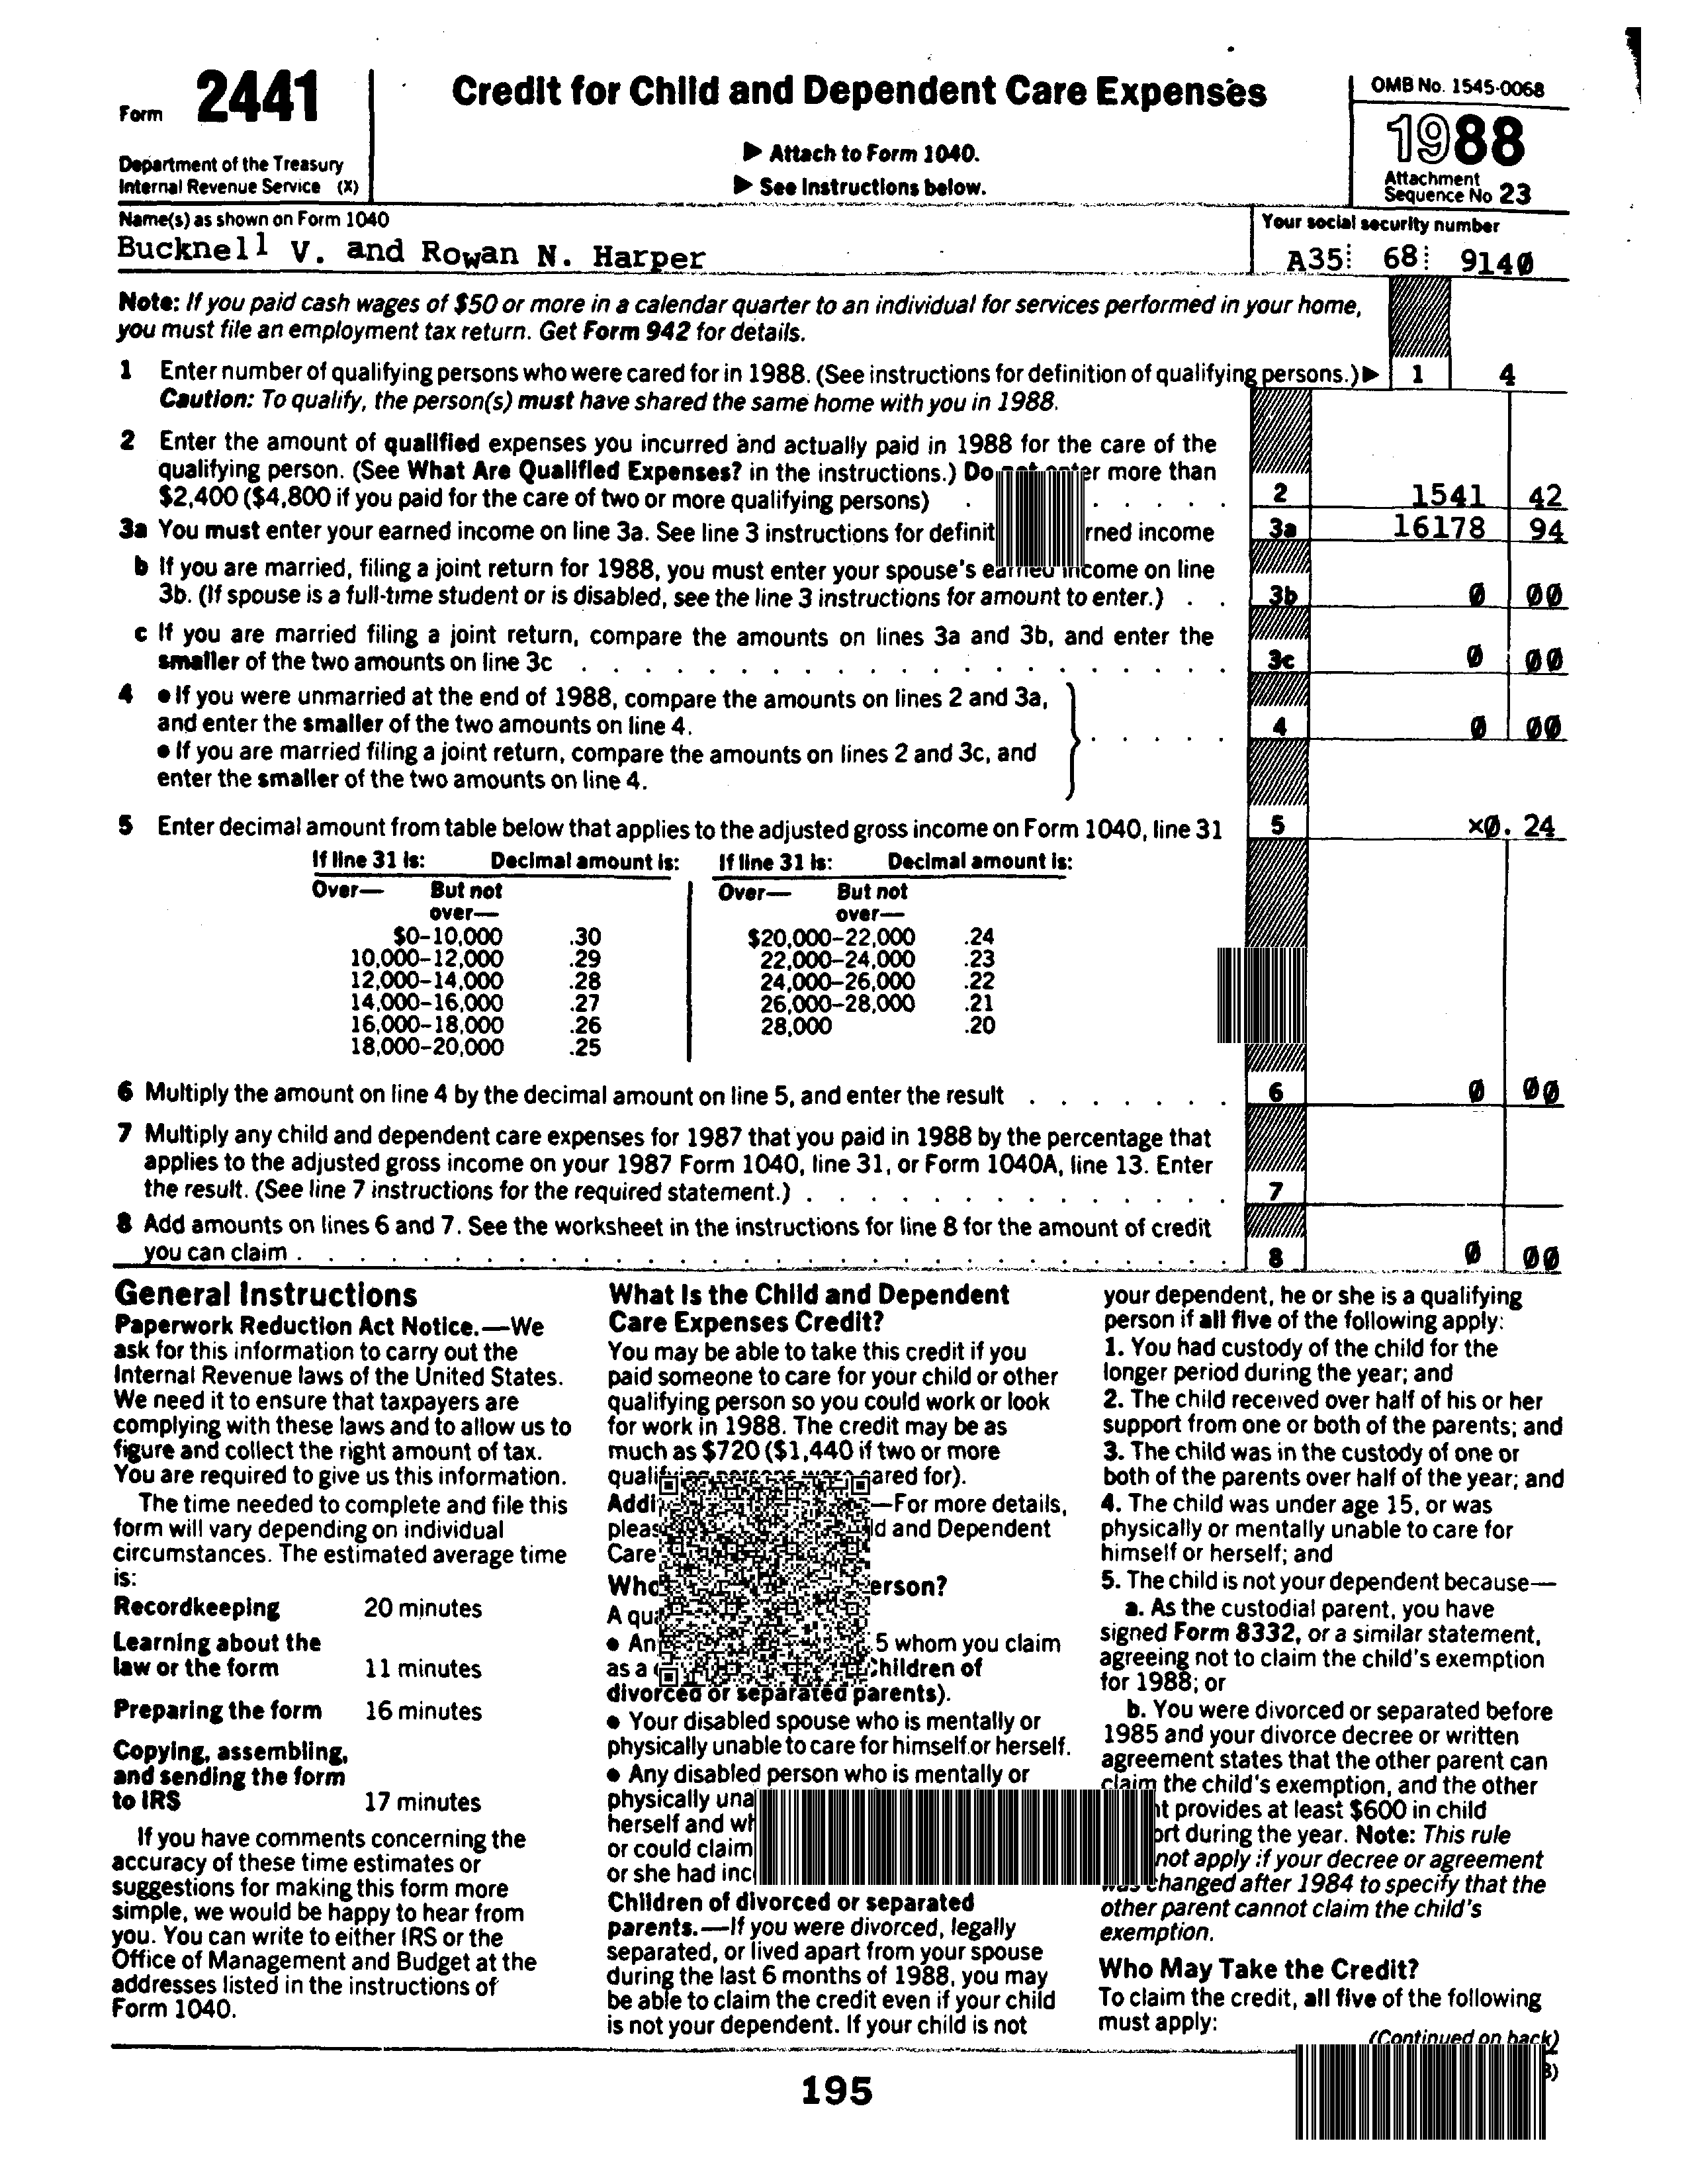 Form 2441
Department of the Treasury
Internal Revenue Service (X)
Credit for Child and Dependent Care Expenses
▶ Attach to Form 1040.
▶ See Instructions below.
OMB No. 1545-0068
1988
Attachment
Sequence No 23
Name(s) as shown on Form 1040
Bucknell V. and Rowan N. Harper
Your social security number
A35 68 9140
Note: If you paid cash wages of $50 or more in a calendar quarter to an individual for services performed in your home,
you must file an employment tax return. Get Form 942 for details.
1 Enter number of qualifying persons who were cared for in 1988. (See instructions for definition of qualifying persons.) ▶ 1 4
Caution: To qualify, the person(s) must have shared the same home with you in 1988.
2 Enter the amount of qualified expenses you incurred and actually paid in 1988 for the care of the
qualifying person. (See What Are Qualified Expenses? in the instructions.) Do more than
$2,400 ($4,800 if you paid for the care of two or more qualifying persons) . . . . . . 2 1541 42
3a You must enter your earned income on line 3a. See line 3 instructions for income 3a 16178 94
b If you are married, filing a joint return for 1988, you must enter your spouse's earned income on line
3b. (If spouse is a full-time student or is disabled, see the line 3 instructions for amount to enter.) . . 3b 0 00
c If you are married filing a joint return, compare the amounts on lines 3a and 3b, and enter the
smaller of the two amounts on line 3c . . . . . . . . . . . . . . . . . . . . . 3c 0 00
4 ● If you were unmarried at the end of 1988, compare the amounts on lines 2 and 3a,
and enter the smaller of the two amounts on line 4. . . . . . 4 0 00
● If you are married filing a joint return, compare the amounts on lines 2 and 3c, and
enter the smaller of the two amounts on line 4.
5 Enter decimal amount from table below that applies to the adjusted gross income on Form 1040, line 31 5 x0. 24
If line 31 is: Decimal amount is: If line 31 is: Decimal amount is:
Over— But not Over— But not
over— over—
$0–10,000 .30 $20,000–22,000 .24
10,000–12,000 .29 22,000–24,000 .23
12,000–14,000 .28 24,000–26,000 .22
14,000–16,000 .27 26,000–28,000 .21
16,000–18,000 .26 28,000 .20
18,000–20,000 .25
6 Multiply the amount on line 4 by the decimal amount on line 5, and enter the result . . . . . . . 6 0 00
7 Multiply any child and dependent care expenses for 1987 that you paid in 1988 by the percentage that
applies to the adjusted gross income on your 1987 Form 1040, line 31, or Form 1040A, line 13. Enter
the result. (See line 7 instructions for the required statement.) . . . . . . . . . . . . . . 7
8 Add amounts on lines 6 and 7. See the worksheet in the instructions for line 8 for the amount of credit
you can claim . . . . . . . . . . . . . . . . . . . . . . . . . . . . . 8 0 00
General Instructions
Paperwork Reduction Act Notice.—We
ask for this information to carry out the
Internal Revenue laws of the United States.
We need it to ensure that taxpayers are
complying with these laws and to allow us to
figure and collect the right amount of tax.
You are required to give us this information.
The time needed to complete and file this
form will vary depending on individual
circumstances. The estimated average time
is:
Recordkeeping 20 minutes
Learning about the
law or the form 11 minutes
Preparing the form 16 minutes
Copying, assembling,
and sending the form
to IRS 17 minutes
If you have comments concerning the
accuracy of these time estimates or
suggestions for making this form more
simple, we would be happy to hear from
you. You can write to either IRS or the
Office of Management and Budget at the
addresses listed in the instructions of
Form 1040.
What Is the Child and Dependent
Care Expenses Credit?
You may be able to take this credit if you
paid someone to care for your child or other
qualifying person so you could work or look
for work in 1988. The credit may be as
much as $720 ($1,440 if two or more
cared for).
—For more details,
and Dependent
Care
A
● 5 whom you claim
as a Children of
divorced or separated parents).
● Your disabled spouse who is mentally or
physically unable to care for himself or herself.
● Any disabled person who is mentally or
physically
herself and
or could claim
or she had
Children of divorced or separated
parents.—If you were divorced, legally
separated, or lived apart from your spouse
during the last 6 months of 1988, you may
be able to claim the credit even if your child
is not your dependent. If your child is not
your dependent, he or she is a qualifying
person if all five of the following apply:
1. You had custody of the child for the
longer period during the year; and
2. The child received over half of his or her
support from one or both of the parents; and
3. The child was in the custody of one or
both of the parents over half of the year; and
4. The child was under age 15, or was
physically or mentally unable to care for
himself or herself; and
5. The child is not your dependent because—
a. As the custodial parent, you have
signed Form 8332, or a similar statement,
agreeing not to claim the child's exemption
for 1988; or
b. You were divorced or separated before
1985 and your divorce decree or written
agreement states that the other parent can
claim the child's exemption, and the other
provides at least $600 in child
during the year. Note: This rule
not apply if your decree or agreement
was changed after 1984 to specify that the
other parent cannot claim the child's
exemption.
Who May Take the Credit?
To claim the credit, all five of the following
must apply:
(Continued on back)
195